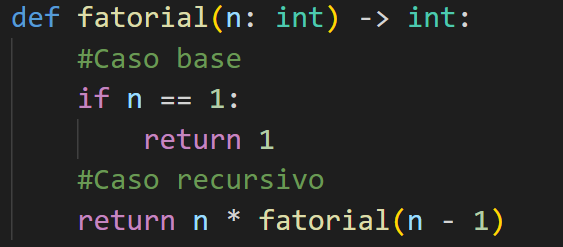 def fatorial(n: int) -> int:
    #Caso base
    if n == 1:
        return 1
    #Caso recursivo
    return n * fatorial(n - 1)